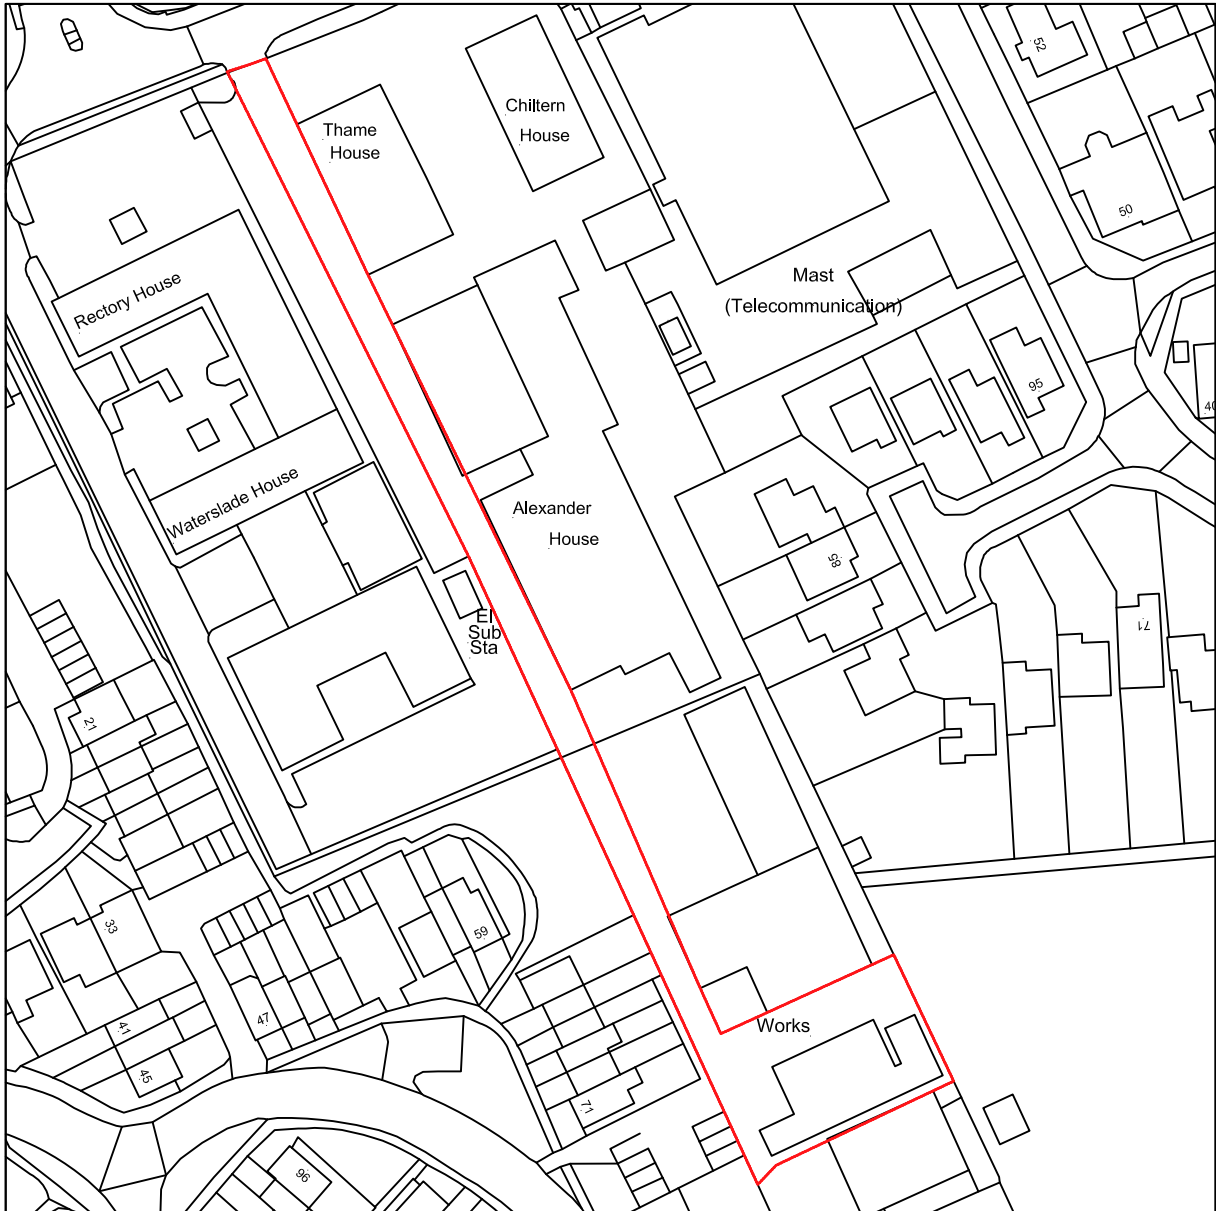 52
Chiltern
House
Thame
House
50
Rectory House
Mast
(Telecommunication)
95
40
Waterslade House
Alexander
House
85
El
Sub
Sta
71
21
33
59
47
41
45
Works
71
96